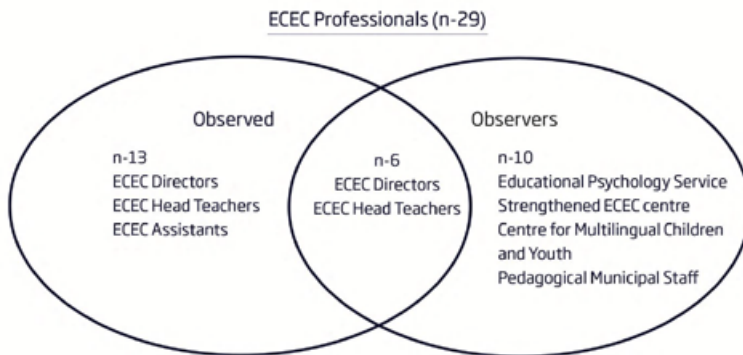 ECEC Professionals (n-29)
Observed
n-13
ECEC Directors
ECEC Head Teachers
ECEC Assistants
n-6
ECEC Directors
ECEC Head Teachers
Observers
n-10
Educational Psychology Service
Strengthened ECEC centre
Centre for Multilingual Children
and Youth
Pedagogical Municipal Staff